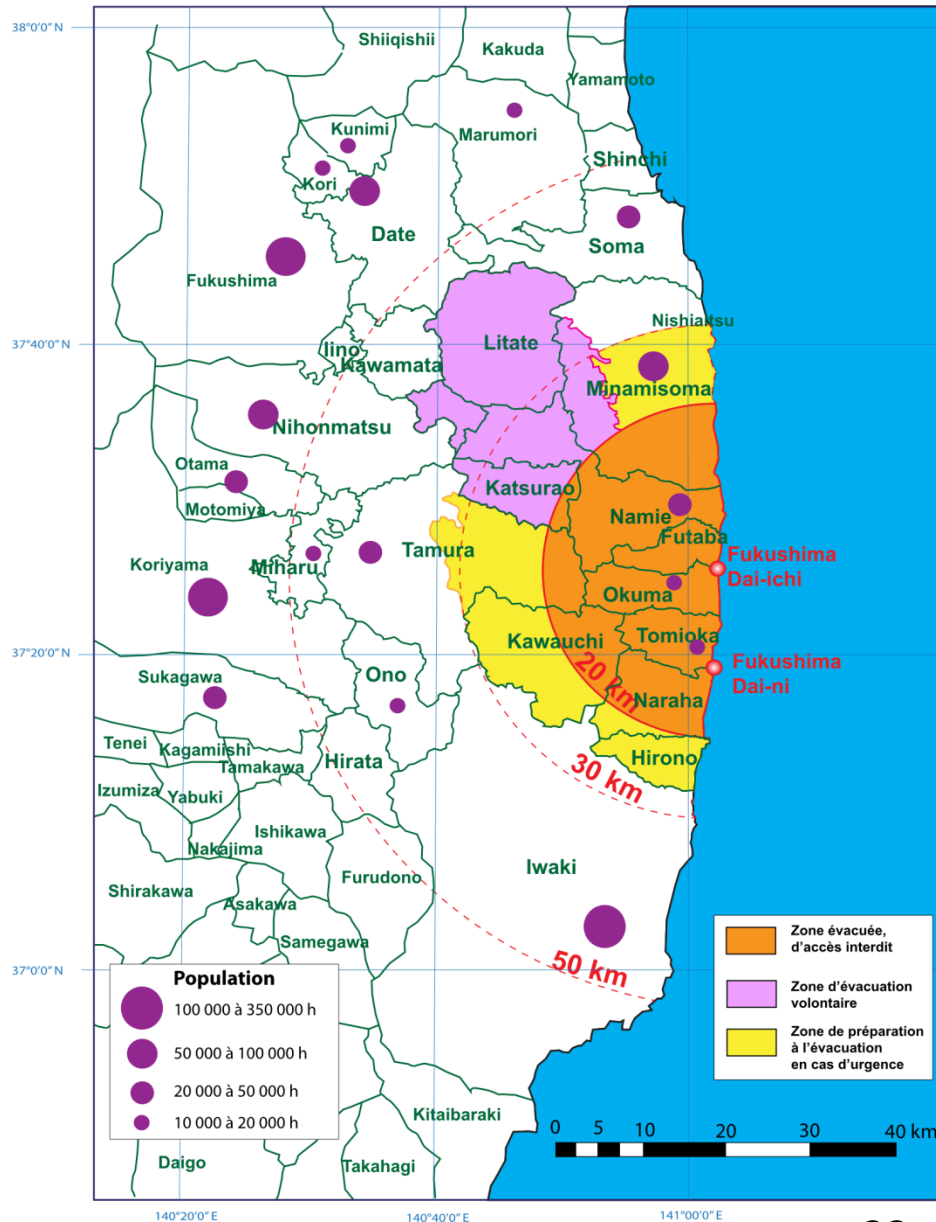 38°0'0" N
Shiiqishii
Kakuda
Yamamoto
Kunimi
Marumori
Shinchi
Kori
Date
Soma
Fukushima
Nishiaitsu
37°40'0" N
Iino
Kawamata
Litate
Minamisoma
Nihonmatsu
Otama
Motomiya
Katsurao
Namie
Futaba
Tamura
Miharu
Koriyama
Fukushima
Dai-ichi
Okuma
Kawauchi
Tomioka
37°20'0" N
Ono
20 km
Fukushima
Dai-ni
Sukagawa
Naraha
Tenei
Kagamiishi
Tamakawa
Hirata
Hirono
30 km
Izumiza
Yabuki
Ishikawa
Nakajima
Iwaki
Shirakawa
Furudono
Asakawa
Samegawa
50 km
37°0'0" N
Zone évacuée,
d'accès interdit
Zone d'évacuation
volontaire
Zone de préparation
à l'évacuation
en cas d'urgence
Population
100 000 à 350 000 h
50 000 à 100 000 h
20 000 à 50 000 h
10 000 à 20 000 h
Kitaibaraki
0 5 10 20 30 40 km
Daigo
Takahagi
140°20'0" E
140°40'0" E
141°00'0" E